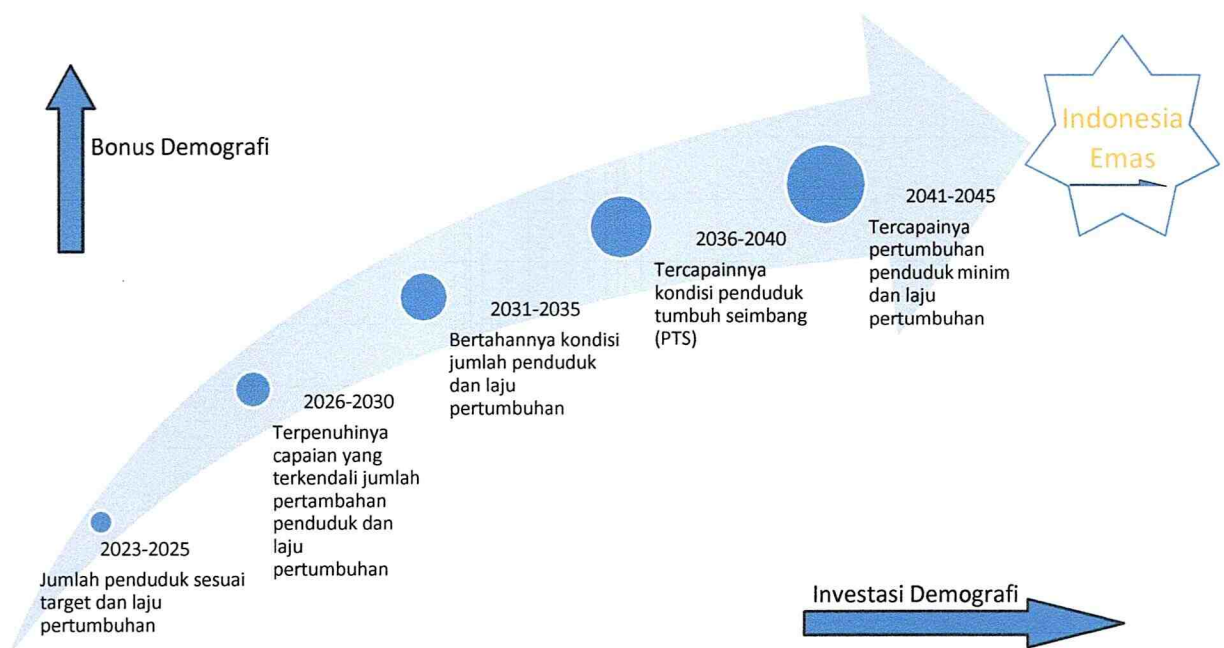 Bonus Demografi
Indonesia
Emas
2041-2045
Tercapainya
pertumbuhan
penduduk minim
dan laju
pertumbuhan
2036-2040
Tercapainnya
kondisi penduduk
tumbuh seimbang
(PTS)
2031-2035
Bertahannya kondisi
jumlah penduduk
dan laju
pertumbuhan
2026-2030
Terpenuhinya
capaian yang
terkendali jumlah
pertambahan
penduduk dan
laju
pertumbuhan
2023-2025
Jumlah penduduk sesuai
target dan laju
pertumbuhan
Investasi Demografi